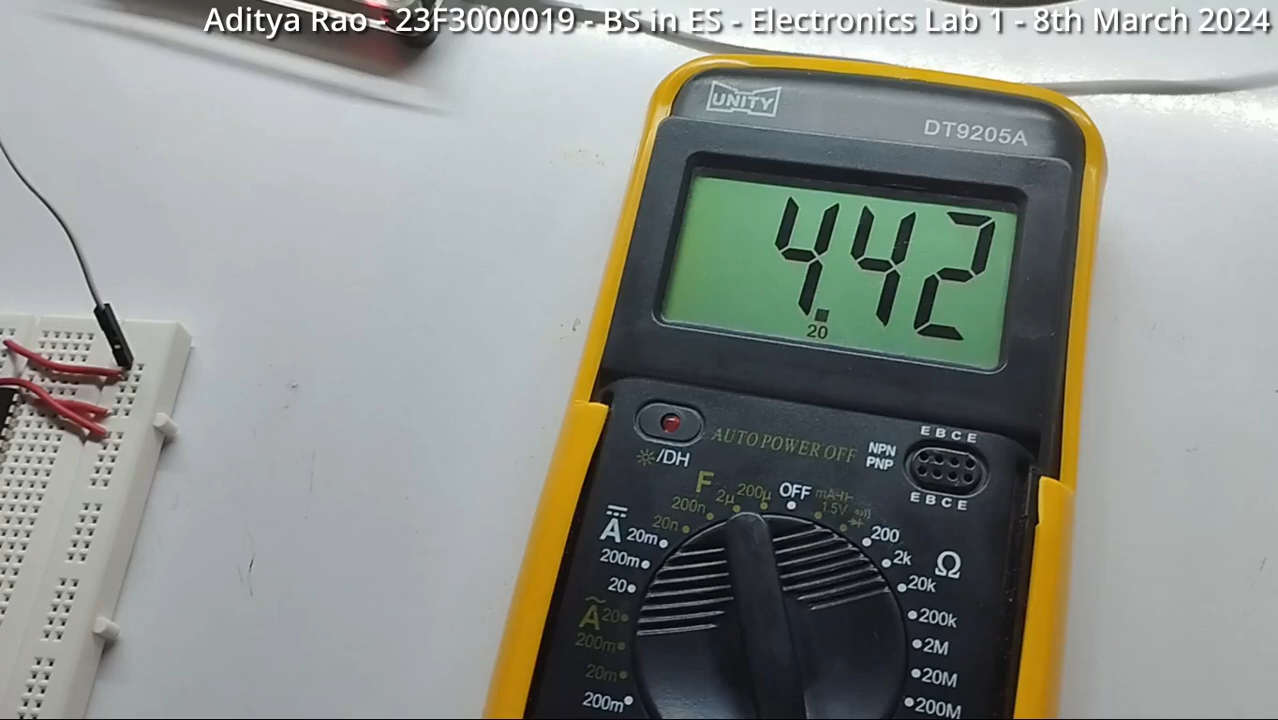 Aditya Rao - 23F3000019 - BS in ES - Electronics Lab 1 - 8th March 2024
UNITY
DT9205A
4.42
20
☼/DH
AUTO POWER OFF
NPN
PNP
E B C E
E B C E
F
20n
200n
2µ
200µ
OFF
1.5V
A
20m
200m
20
A
20
200m
20m
200m
200
2k
20k
200k
2M
20M
200M
Ω